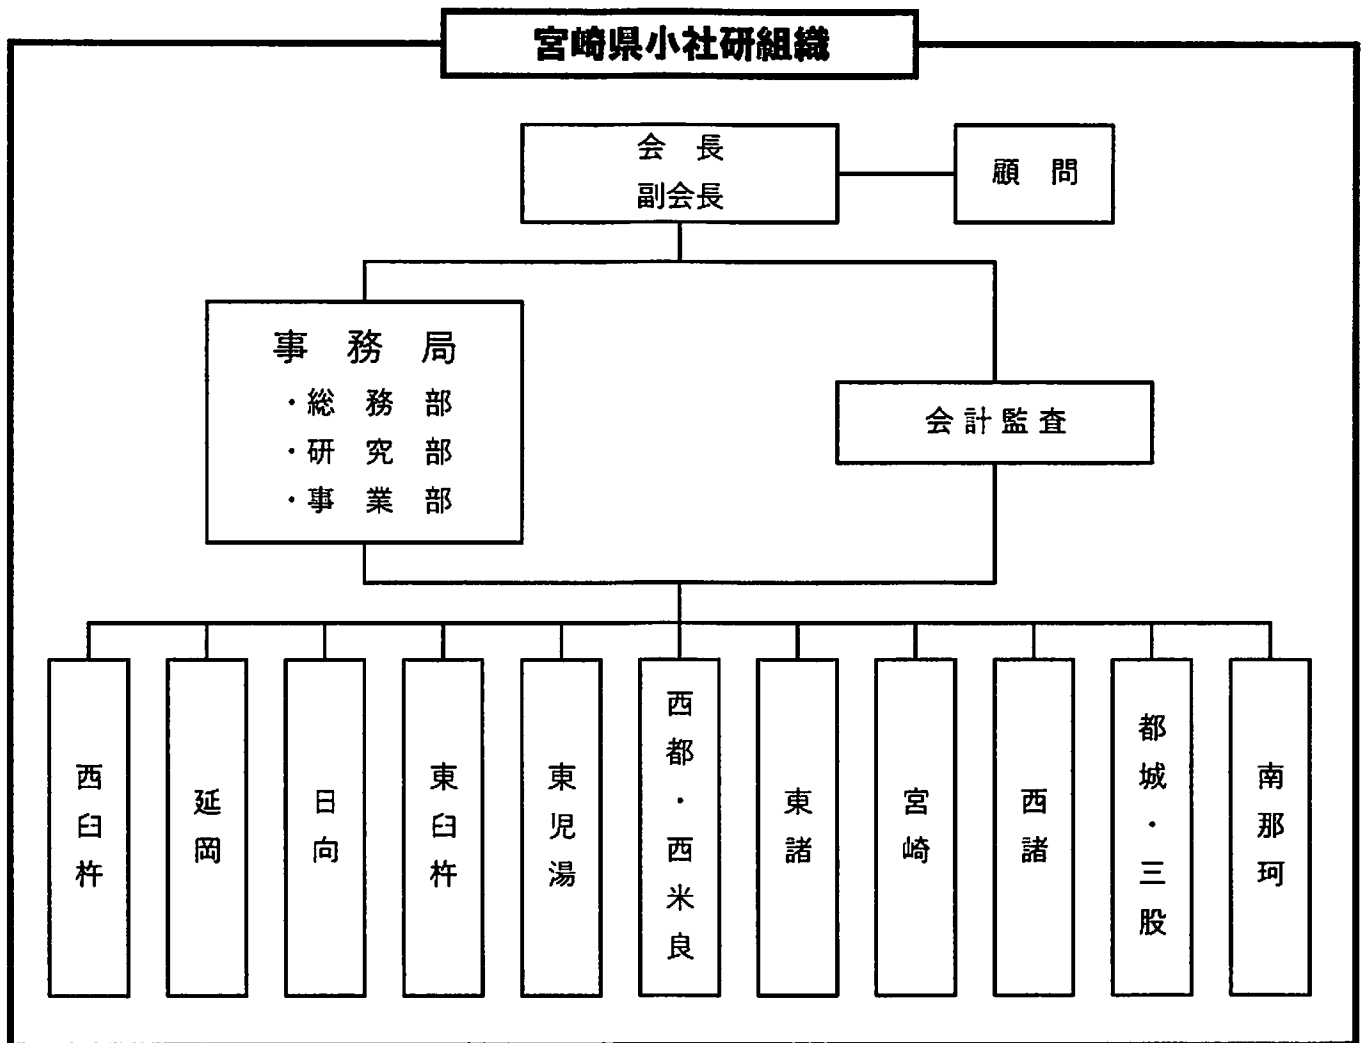 宮崎県小社研組織
会 長
副会長
顧 問
事 務 局
・総 務 部
・研 究 部
・事 業 部
会計監査
西臼杵
延岡
日向
東臼杵
東児湯
西都・西米良
東諸
宮崎
西諸
都城・三股
南那珂